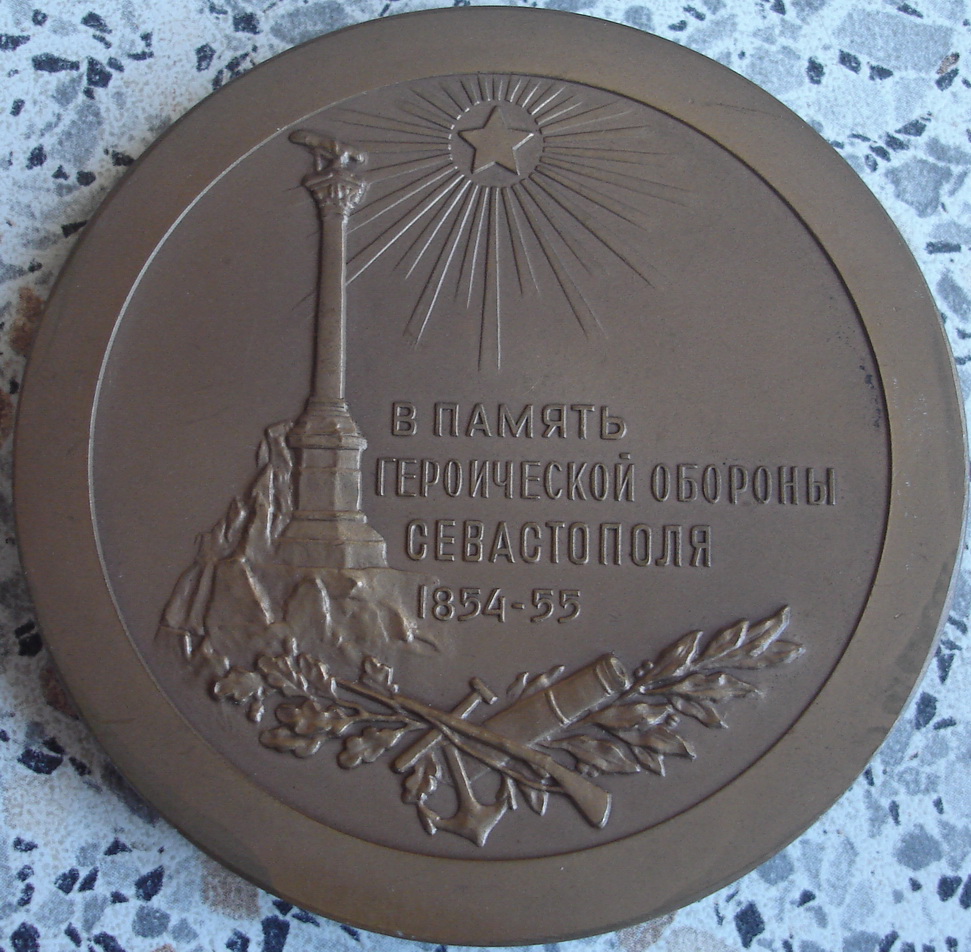 В ПАМЯТЬ
ГЕРОИЧЕСКОЙ ОБОРОНЫ
СЕВАСТОПОЛЯ
1854-55